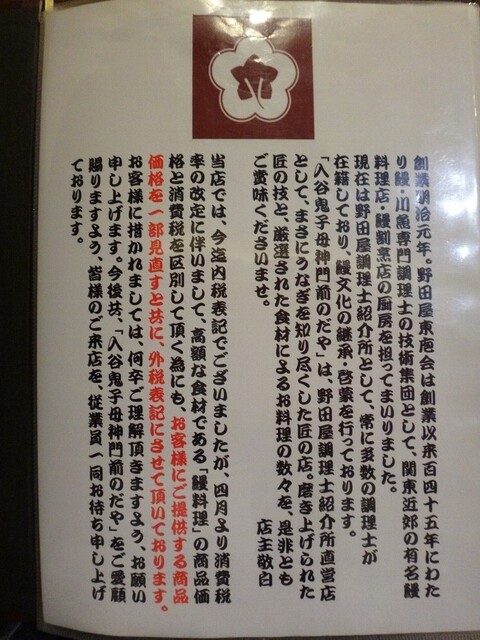 創業明治元年。野田屋東庖会は創業以来百四十五年にわた
り鰻・川魚専門調理士の技術集団として、関東近郊の有名鰻
料理店・鰻割烹店の厨房を担ってまいりました。
現在は野田屋調理士紹介所として、常に多数の調理士が
在籍しており、鰻文化の継承・啓蒙を行っております。
「入谷鬼子母神門前のだや」は、野田屋調理士紹介所直営店
として、まさにうなぎを知り尽くした匠の店。磨き上げられた
匠の技と、厳選された食材によるお料理の数々を、是非とも
ご賞味くださいませ。
店主敬白
当店では、今迄内税表記でございましたが、四月より消費税
率の改定に伴いまして、高額な食材である「鰻料理」の商品価
格と消費税を区別して頂く為にも、お客様にご提供する商品
価格を一部見直すと共に、外税表記にさせて頂いております。
お客様に措かれましては、何卒ご理解頂きますよう、お願い
申し上げます。今後共、「入谷鬼子母神門前のだや」をご愛顧
賜りますよう、皆様のご来店を、従業員一同お待ち申し上げ
ております。